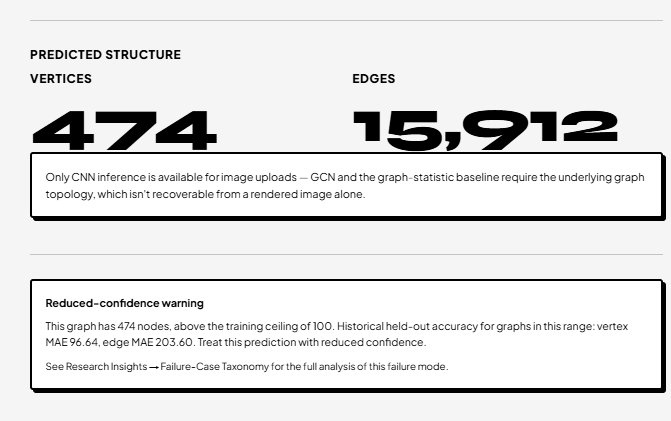 PREDICTED STRUCTURE
VERTICES
EDGES
474
15,912
Only CNN inference is available for image uploads — GCN and the graph-statistic baseline require the underlying graph
topology, which isn't recoverable from a rendered image alone.
Reduced-confidence warning
This graph has 474 nodes, above the training ceiling of 100. Historical held-out accuracy for graphs in this range: vertex
MAE 96.64, edge MAE 203.60. Treat this prediction with reduced confidence.
See Research Insights → Failure-Case Taxonomy for the full analysis of this failure mode.